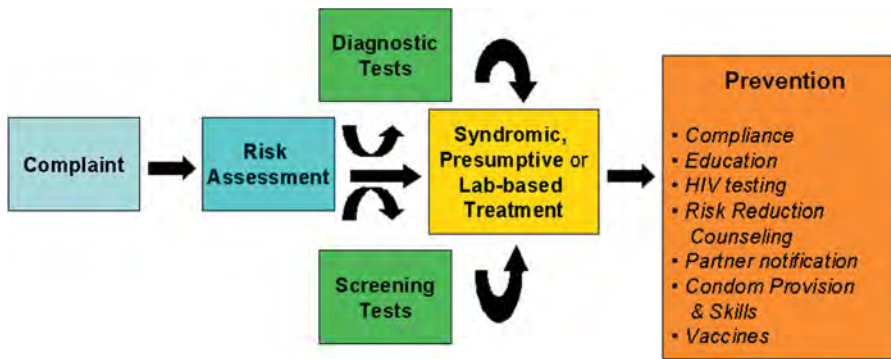 Complaint
Risk
Assessment
Diagnostic
Tests
Screening
Tests
Syndromic,
Presumptive or
Lab-based
Treatment
Prevention
• Compliance
• Education
• HIV testing
• Risk Reduction
Counseling
• Partner notification
• Condom Provision
& Skills
• Vaccines